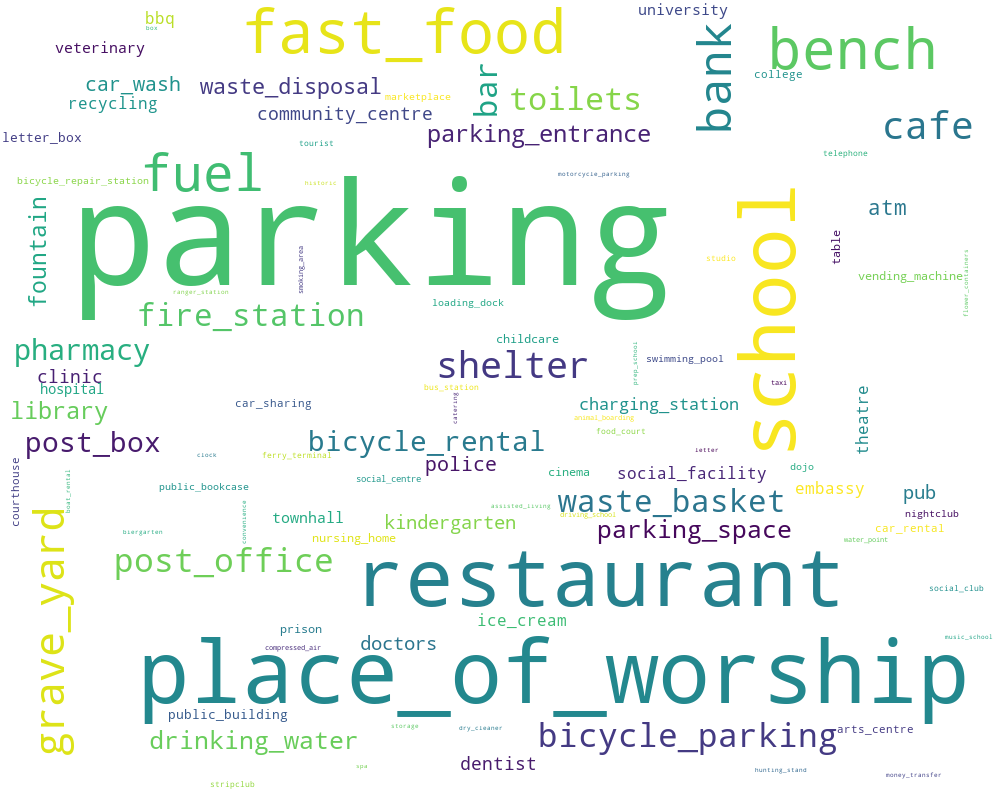 fast_food
university
bbq
box
bench
bank
veterinary
bar
college
car_wash
waste_disposal
toilets
marketplace
recycling
community_centre
cafe
letter_box
parking_entrance
tourist
telephone
fuel
bicycle_repair_station
historic
motorcycle_parking
parking
school
atm
fountain
table
smoking_area
studio
flower_containers
vending_machine
ranger_station
loading_dock
fire_station
childcare
pharmacy
prep_school
shelter
swimming_pool
clinic
hospital
bus_station
taxi
library
car_sharing
catering
charging_station
animal_boarding
theatre
food_court
post_box
bicycle_rental
letter
clock
ferry_terminal
police
courthouse
boat_rental
cinema
social_facility
dojo
public_bookcase
social_centre
embassy
waste_basket
pub
assisted_living
convenience
townhall
kindergarten
driving_school
nightclub
biergarten
nursing_home
parking_space
car_rental
water_point
grave_yard
post_office
restaurant
social_club
ice_cream
prison
doctors
compressed_air
music_school
place_of_worship
public_building
storage
dry_cleaner
arts_centre
drinking_water
bicycle_parking
spa
dentist
hunting_stand
money_transfer
stripclub